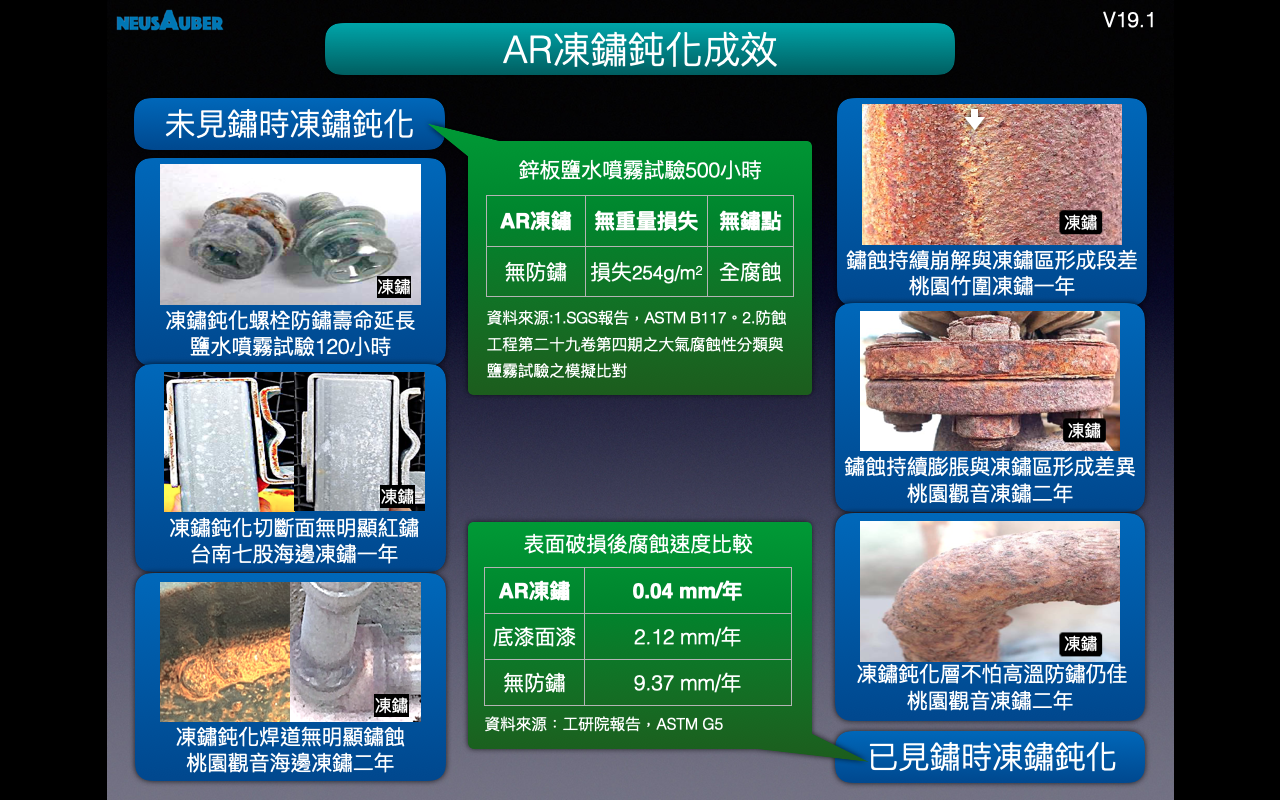 NEUSAUBER
V19.1
AR凍鏽鈍化成效
未見鏽時凍鏽鈍化
凍鏽
凍鏽鈍化螺栓防鏽壽命延長
鹽水噴霧試驗120小時
凍鏽
凍鏽鈍化切斷面無明顯紅鏽
台南七股海邊凍鏽一年
凍鏽
凍鏽鈍化焊道無明顯鏽蝕
桃園觀音海邊凍鏽二年
鋅板鹽水噴霧試驗500小時
AR凍鏽 無重量損失 無鏽點
無防鏽 損失254g/m² 全腐蝕
資料來源:1.SGS報告，ASTM B117。2.防蝕
工程第二十九卷第四期之大氣腐蝕性分類與
鹽霧試驗之模擬比對
表面破損後腐蝕速度比較
AR凍鏽 0.04 mm/年
底漆面漆 2.12 mm/年
無防鏽 9.37 mm/年
資料來源：工研院報告，ASTM G5
凍鏽
鏽蝕持續崩解與凍鏽區形成段差
桃園竹圍凍鏽一年
凍鏽
鏽蝕持續膨脹與凍鏽區形成差異
桃園觀音凍鏽二年
凍鏽
凍鏽鈍化層不怕高溫防鏽仍佳
桃園觀音凍鏽二年
已見鏽時凍鏽鈍化